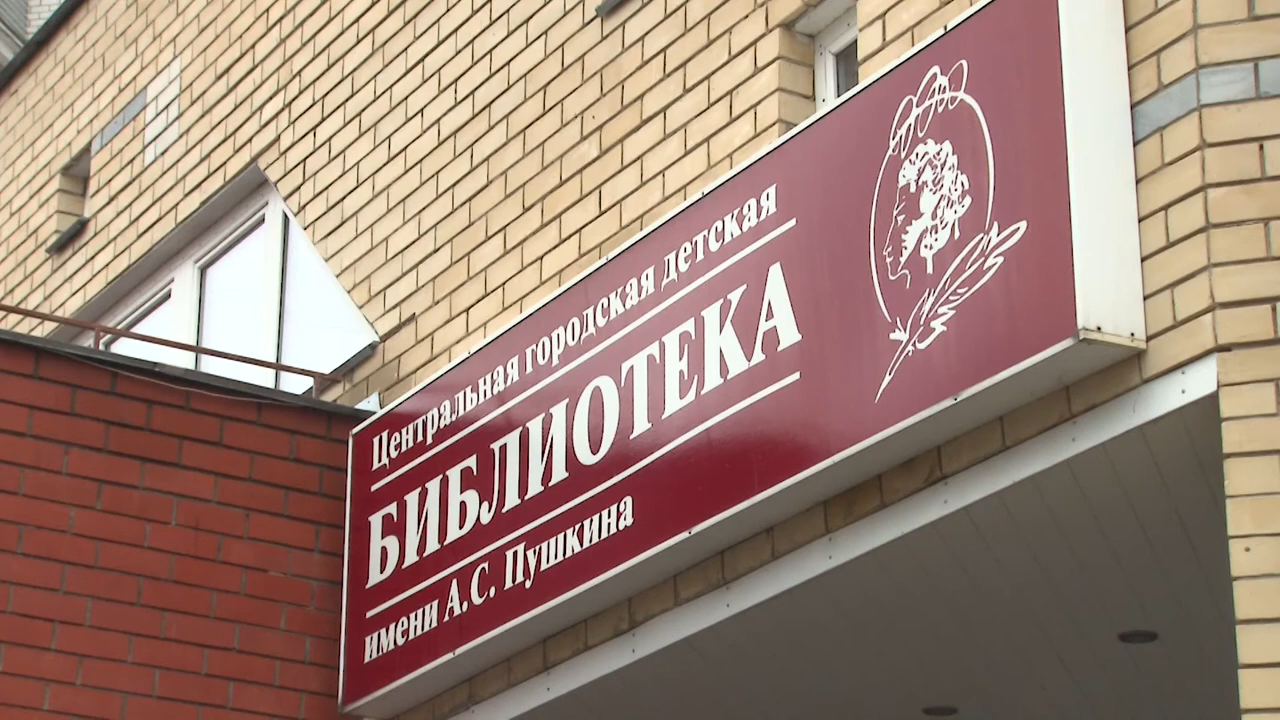 Центральная городская детская
БИБЛИОТЕКА
имени А.С. Пушкина